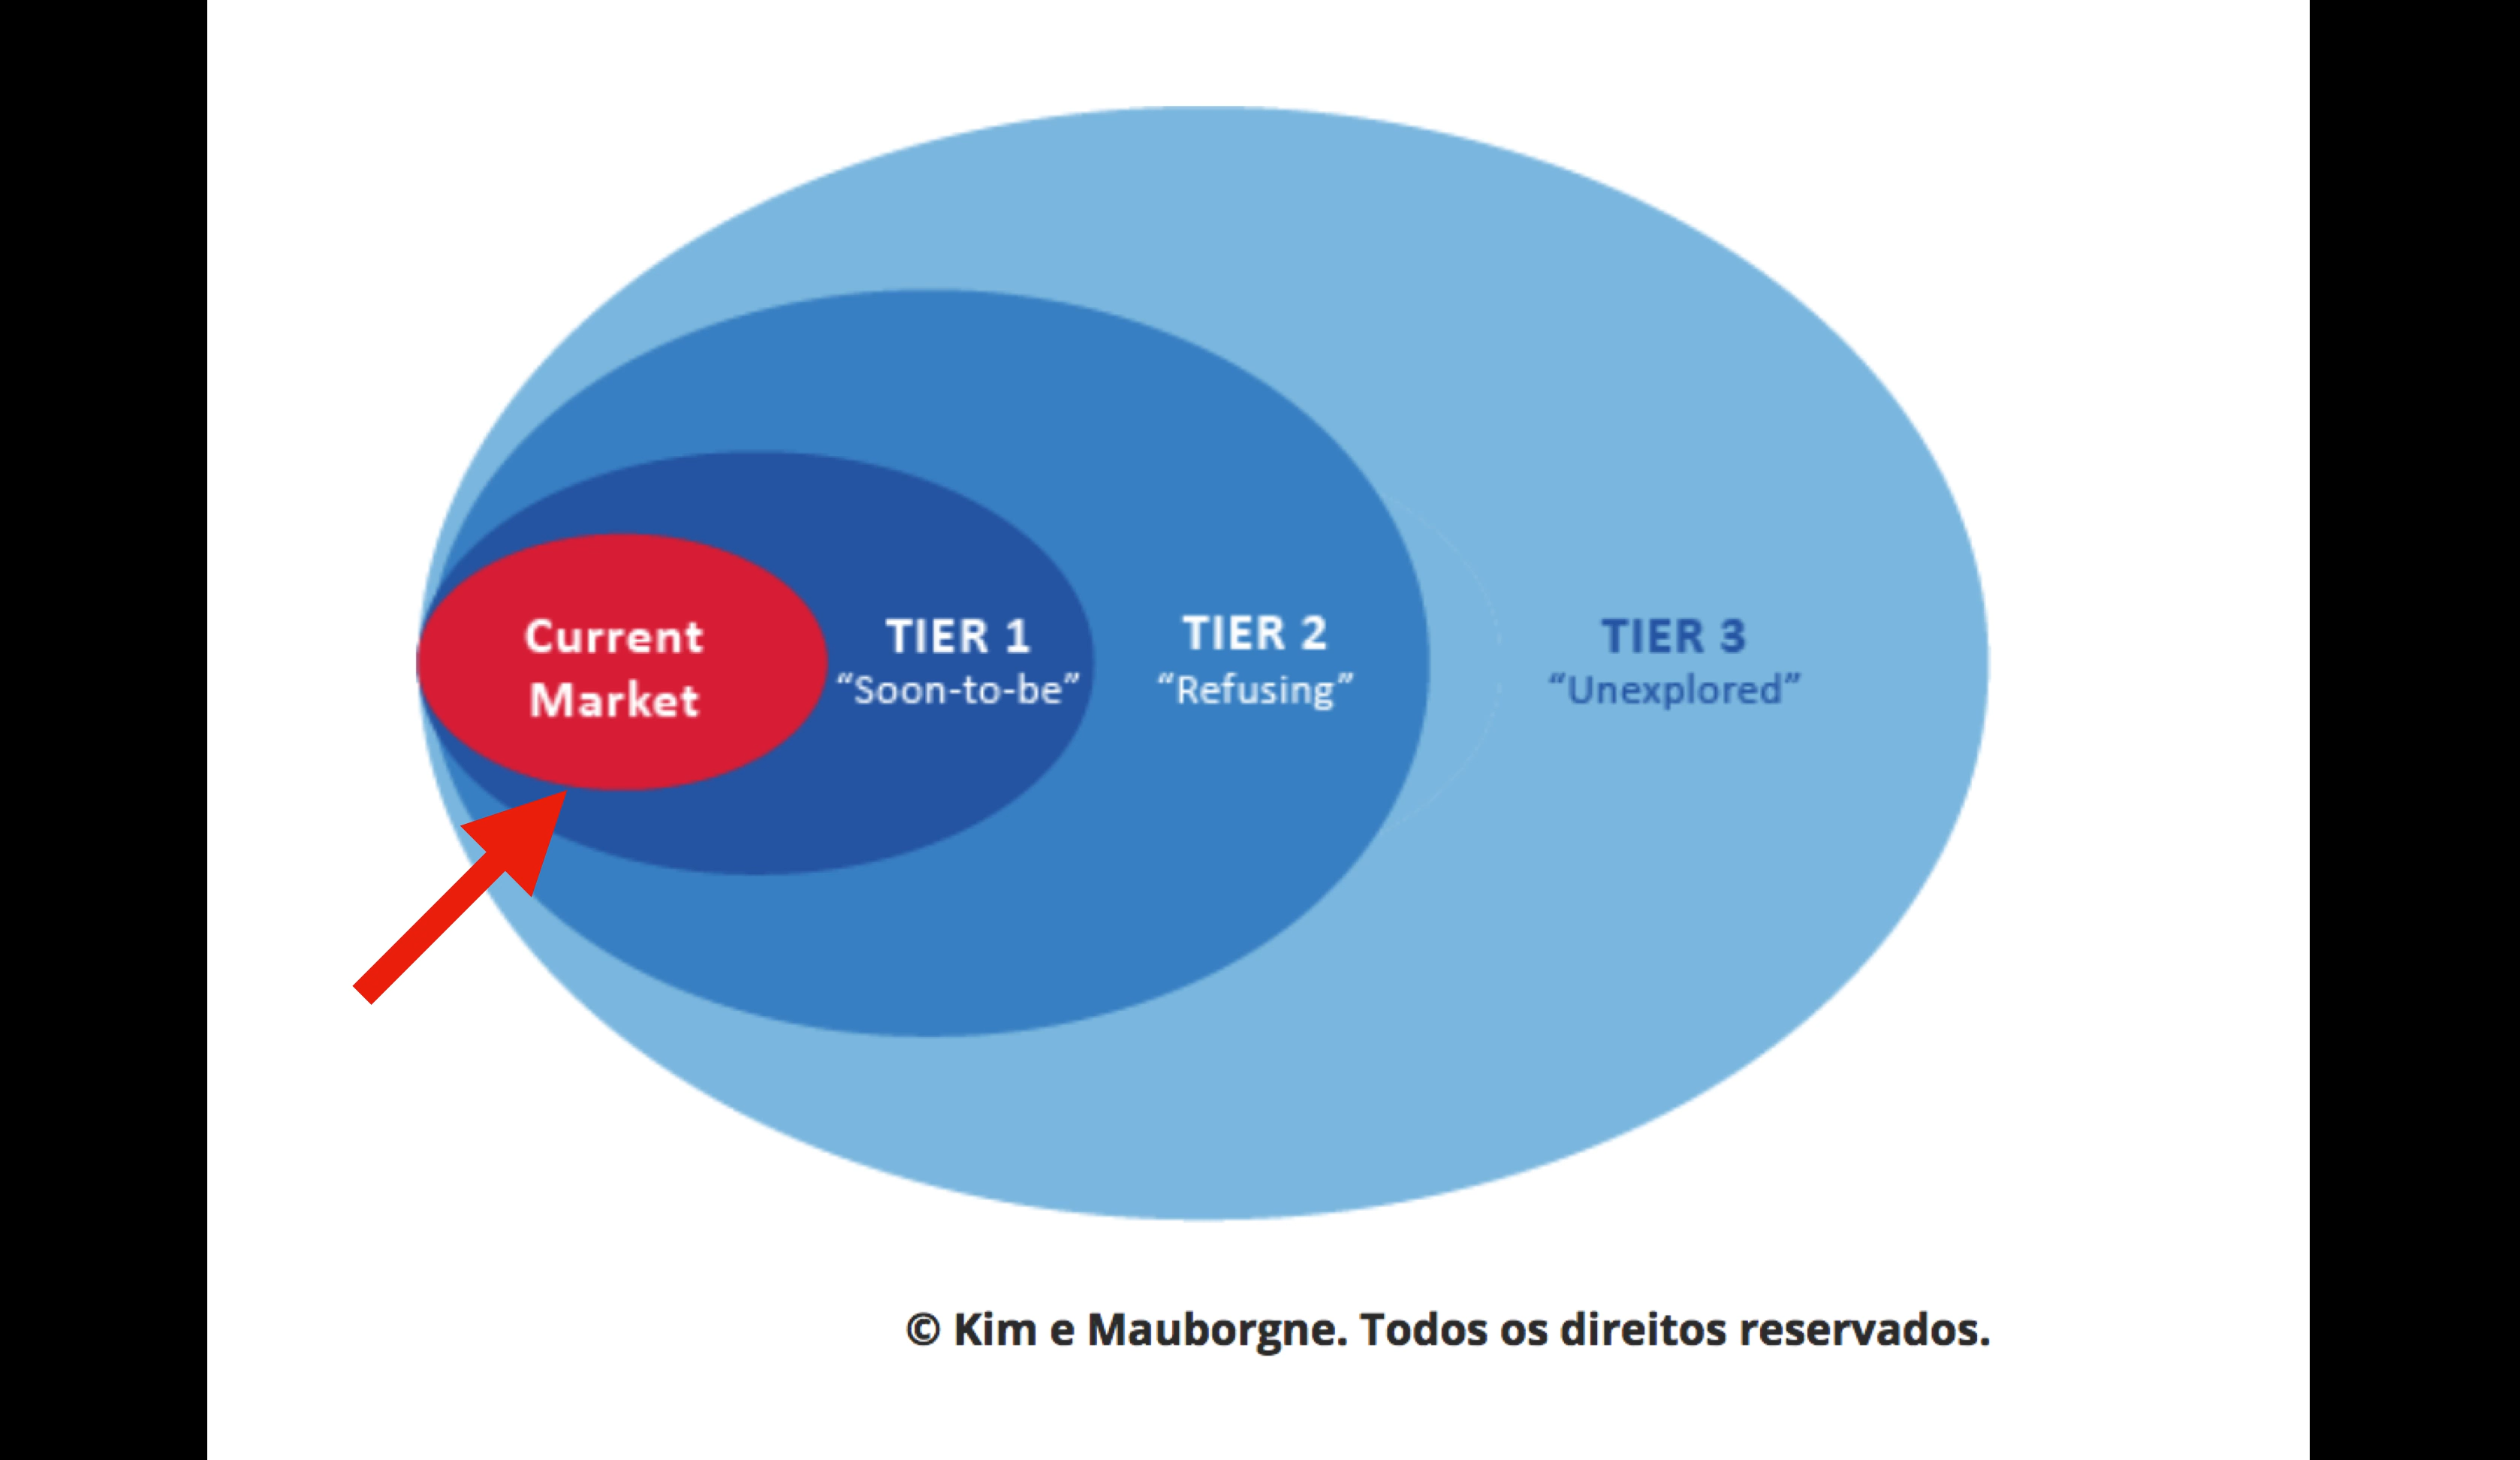 Current
Market
TIER 1
“Soon-to-be”
TIER 2
“Refusing”
TIER 3
“Unexplored”
© Kim e Mauborgne. Todos os direitos reservados.